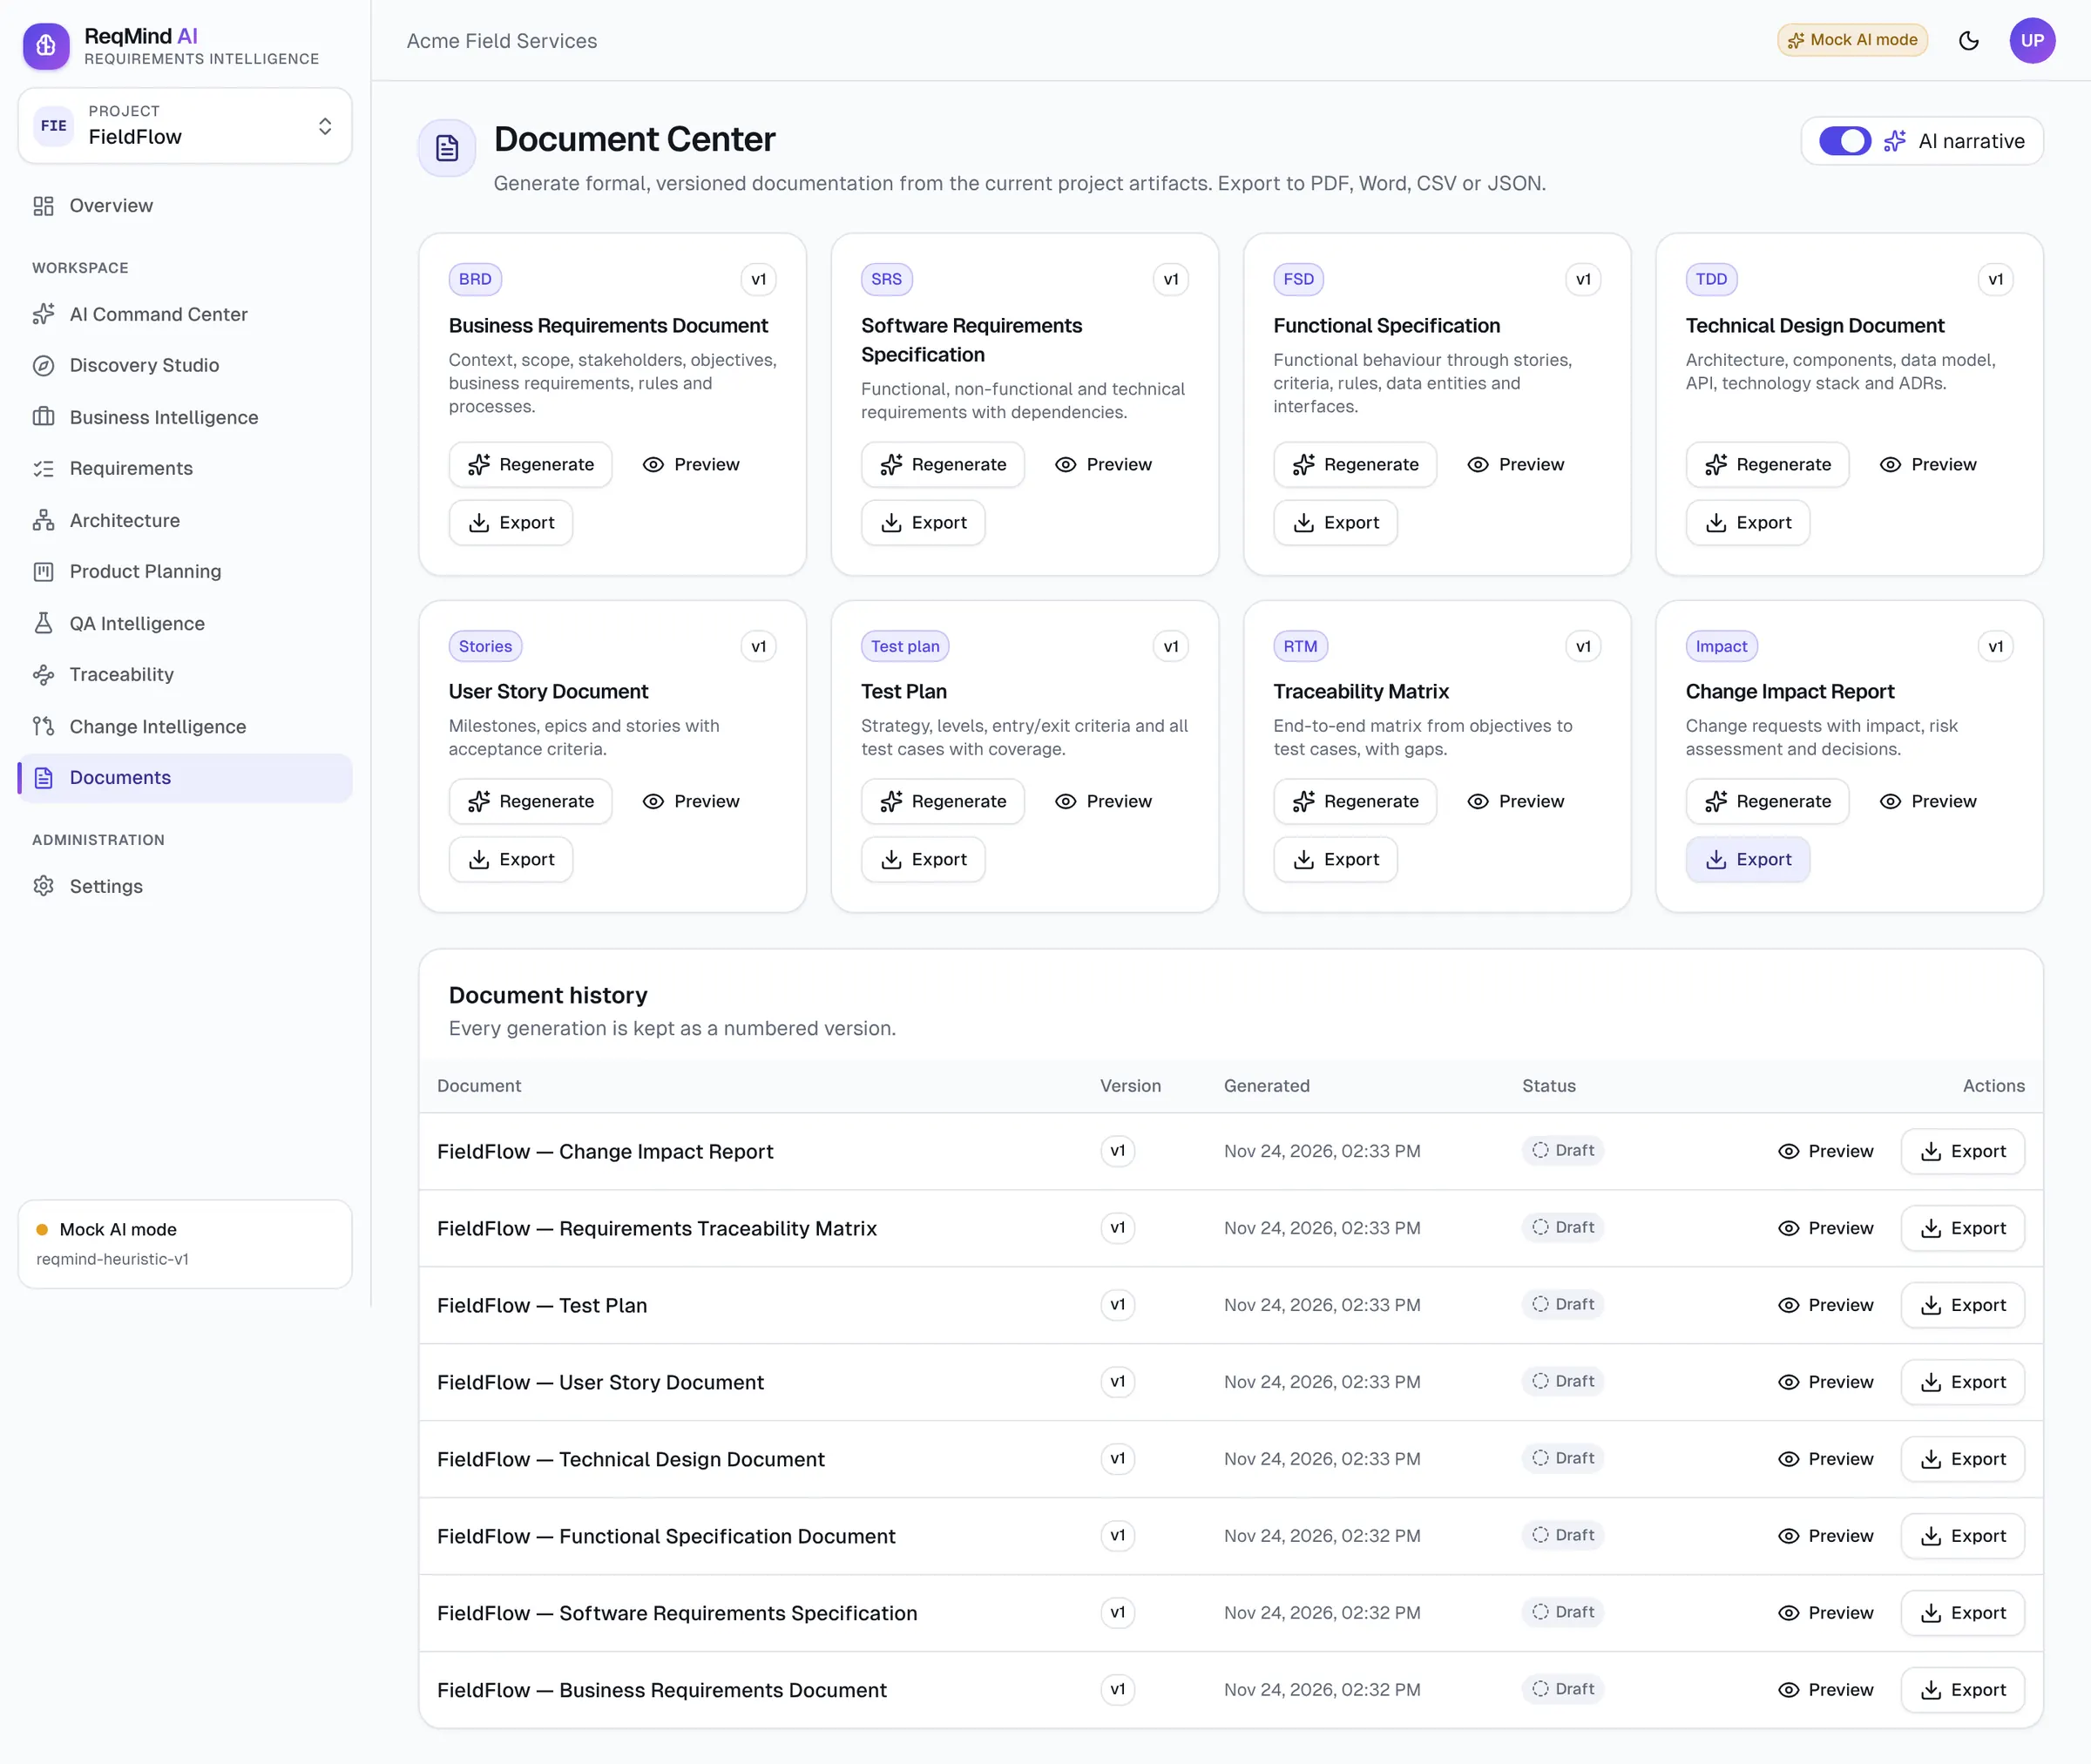 ReqMind AI
REQUIREMENTS INTELLIGENCE
FIE
PROJECT
FieldFlow
Overview
WORKSPACE
AI Command Center
Discovery Studio
Business Intelligence
Requirements
Architecture
Product Planning
QA Intelligence
Traceability
Change Intelligence
Documents
ADMINISTRATION
Settings
Mock AI mode
reqmind-heuristic-v1
Acme Field Services
Mock AI mode
UP
Document Center
Generate formal, versioned documentation from the current project artifacts. Export to PDF, Word, CSV or JSON.
AI narrative
BRD
v1
Business Requirements Document
Context, scope, stakeholders, objectives,
business requirements, rules and
processes.
Regenerate
Preview
Export
SRS
v1
Software Requirements
Specification
Functional, non-functional and technical
requirements with dependencies.
Regenerate
Preview
Export
FSD
v1
Functional Specification
Functional behaviour through stories,
criteria, rules, data entities and
interfaces.
Regenerate
Preview
Export
TDD
v1
Technical Design Document
Architecture, components, data model,
API, technology stack and ADRs.
Regenerate
Preview
Export
Stories
v1
User Story Document
Milestones, epics and stories with
acceptance criteria.
Regenerate
Preview
Export
Test plan
v1
Test Plan
Strategy, levels, entry/exit criteria and all
test cases with coverage.
Regenerate
Preview
Export
RTM
v1
Traceability Matrix
End-to-end matrix from objectives to
test cases, with gaps.
Regenerate
Preview
Export
Impact
v1
Change Impact Report
Change requests with impact, risk
assessment and decisions.
Regenerate
Preview
Export
Document history
Every generation is kept as a numbered version.
Document Version Generated Status Actions
FieldFlow — Change Impact Report v1 Nov 24, 2026, 02:33 PM Draft Preview Export
FieldFlow — Requirements Traceability Matrix v1 Nov 24, 2026, 02:33 PM Draft Preview Export
FieldFlow — Test Plan v1 Nov 24, 2026, 02:33 PM Draft Preview Export
FieldFlow — User Story Document v1 Nov 24, 2026, 02:33 PM Draft Preview Export
FieldFlow — Technical Design Document v1 Nov 24, 2026, 02:33 PM Draft Preview Export
FieldFlow — Functional Specification Document v1 Nov 24, 2026, 02:32 PM Draft Preview Export
FieldFlow — Software Requirements Specification v1 Nov 24, 2026, 02:32 PM Draft Preview Export
FieldFlow — Business Requirements Document v1 Nov 24, 2026, 02:32 PM Draft Preview Export